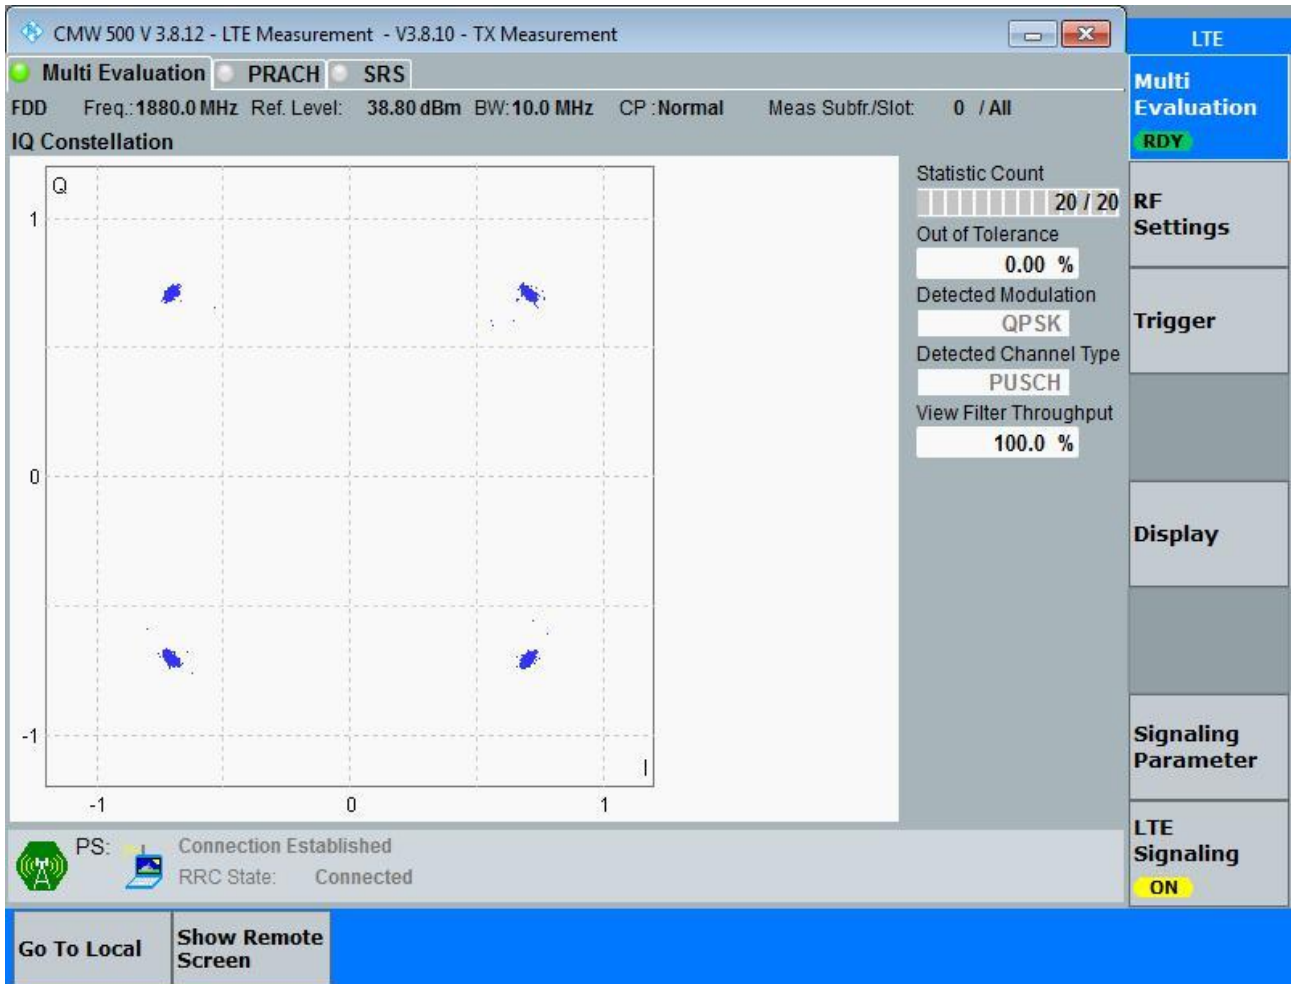 CMW 500 V 3.8.12 - LTE Measurement - V3.8.10 - TX Measurement
LTE
Multi Evaluation PRACH SRS
FDD Freq.:1880.0 MHz Ref. Level: 38.80 dBm BW:10.0 MHz CP :Normal Meas Subfr./Slot: 0 / All
IQ Constellation
Q
1
0
-1
I
-1 0 1
Statistic Count
20 / 20
Out of Tolerance
0.00 %
Detected Modulation
QPSK
Detected Channel Type
PUSCH
View Filter Throughput
100.0 %
Multi
Evaluation
RDY
RF
Settings
Trigger
Display
Signaling
Parameter
LTE
Signaling
ON
PS: Connection Established
RRC State: Connected
Go To Local
Show Remote
Screen